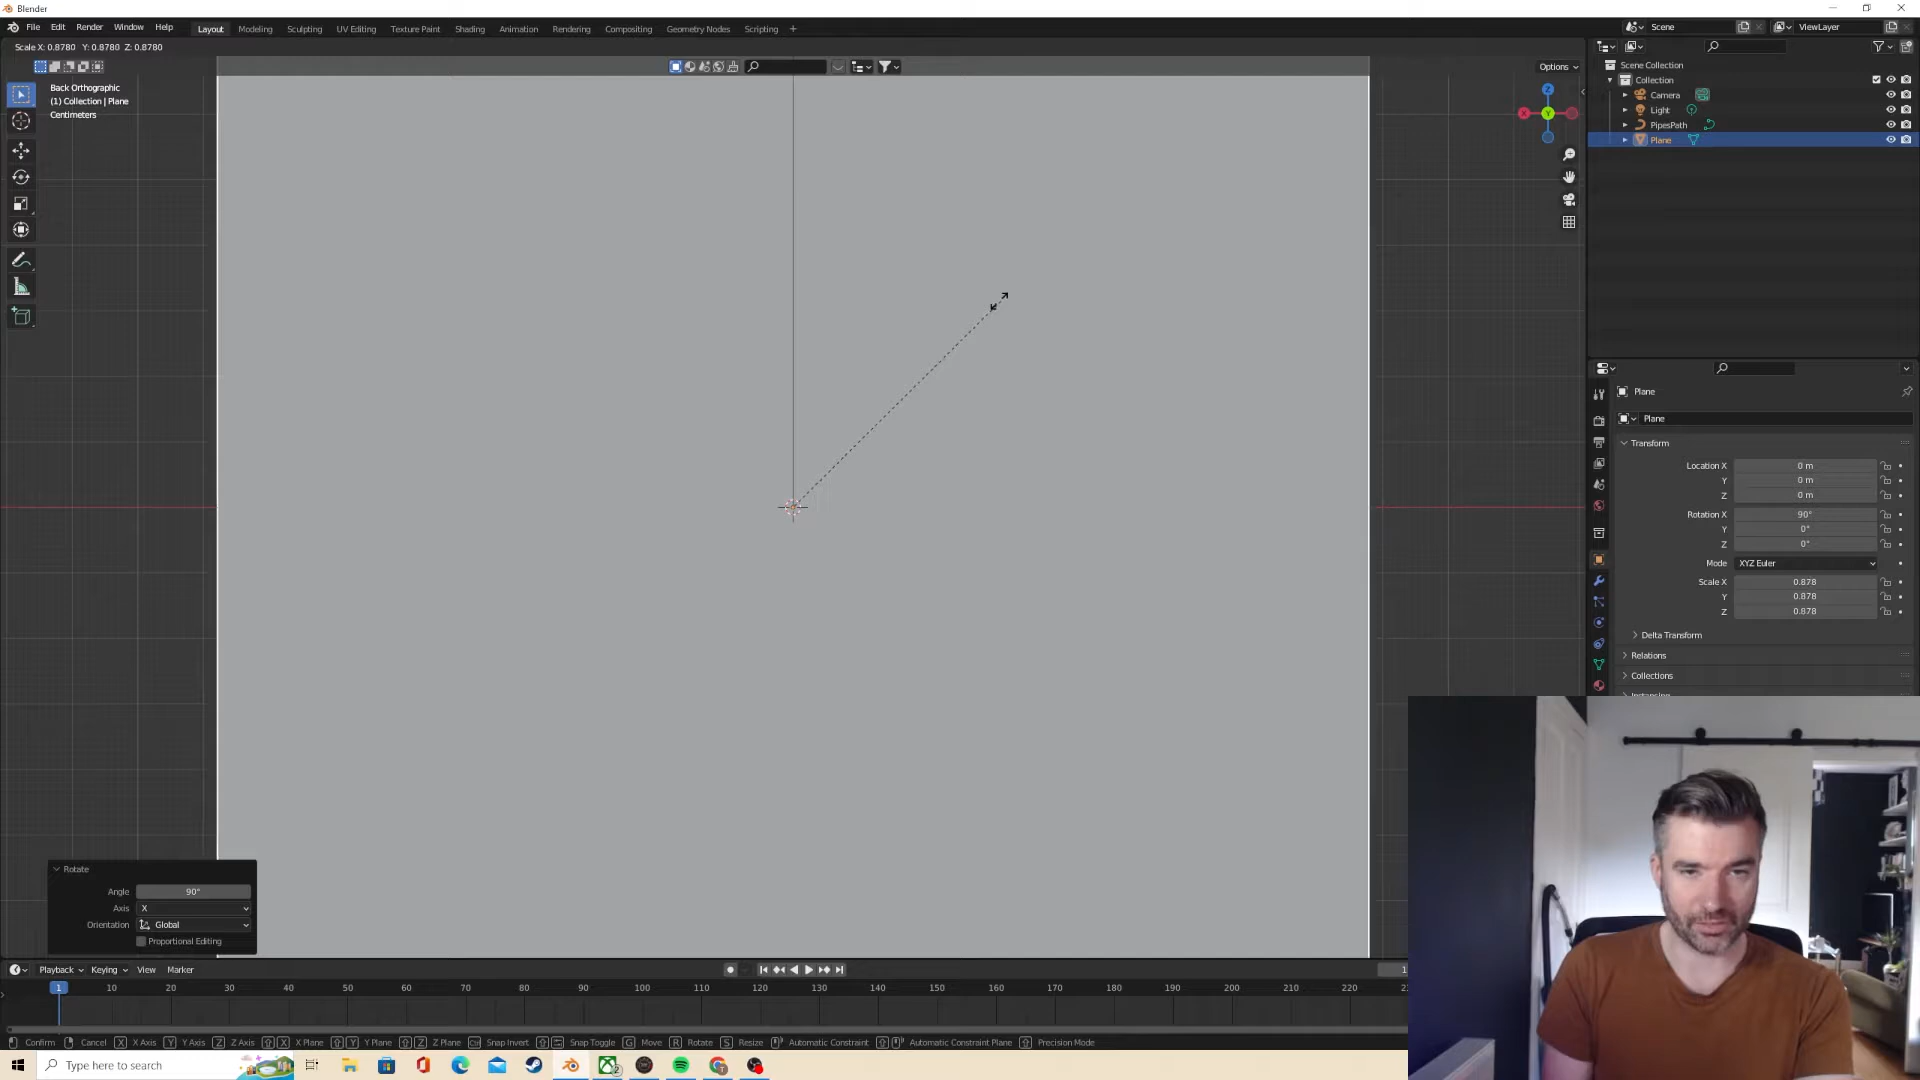 Blender
File Edit Render Window Help
Layout Modeling Sculpting UV Editing Texture Paint Shading Animation Rendering Compositing Geometry Nodes Scripting +
Scene
ViewLayer
Scale X: 0.8780 Y: 0.8780 Z: 0.8780
Options
Back Orthographic
(1) Collection | Plane
Centimeters
Z
X
Y
Scene Collection
Collection
Camera
Light
PipesPath
Plane
Plane
Plane
Transform
Location X 0 m
Y 0 m
Z 0 m
Rotation X 90°
Y 0°
Z 0°
Mode XYZ Euler
Scale X 0.878
Y 0.878
Z 0.878
Delta Transform
Relations
Collections
Rotate
Angle 90°
Axis X
Orientation Global
Proportional Editing
Playback Keying View Marker
1
1 10 20 30 40 50 60 70 80 90 100 110 120 130 140 150 160 170 180 190 200 210 220
Confirm Cancel X X Axis Y Y Axis Z Z Axis X X Plane Y Y Plane Z Z Plane Snap Invert Snap Toggle G Move R Rotate S Resize Automatic Constraint Automatic Constraint Plane Precision Mode
Type here to search